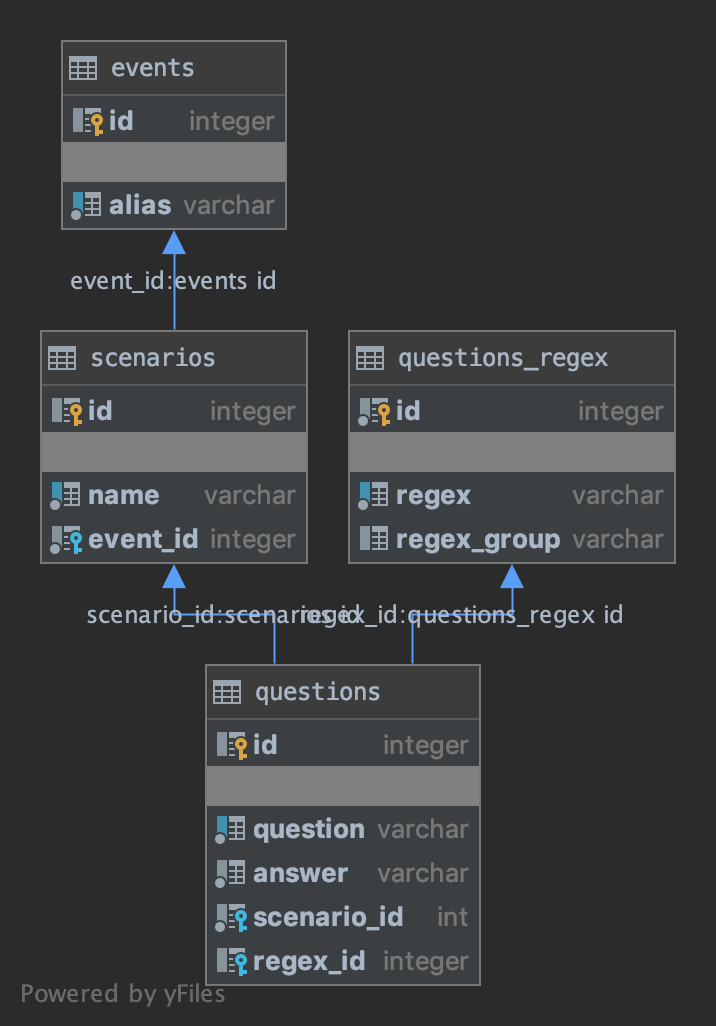 events
id integer
alias varchar
event_id:events id
scenarios
id integer
name varchar
event_id integer
questions_regex
id integer
regex varchar
regex_group varchar
scenario_id:scenarios id
regex_id:questions_regex id
questions
id integer
question varchar
answer varchar
scenario_id int
regex_id integer
Powered by yFiles